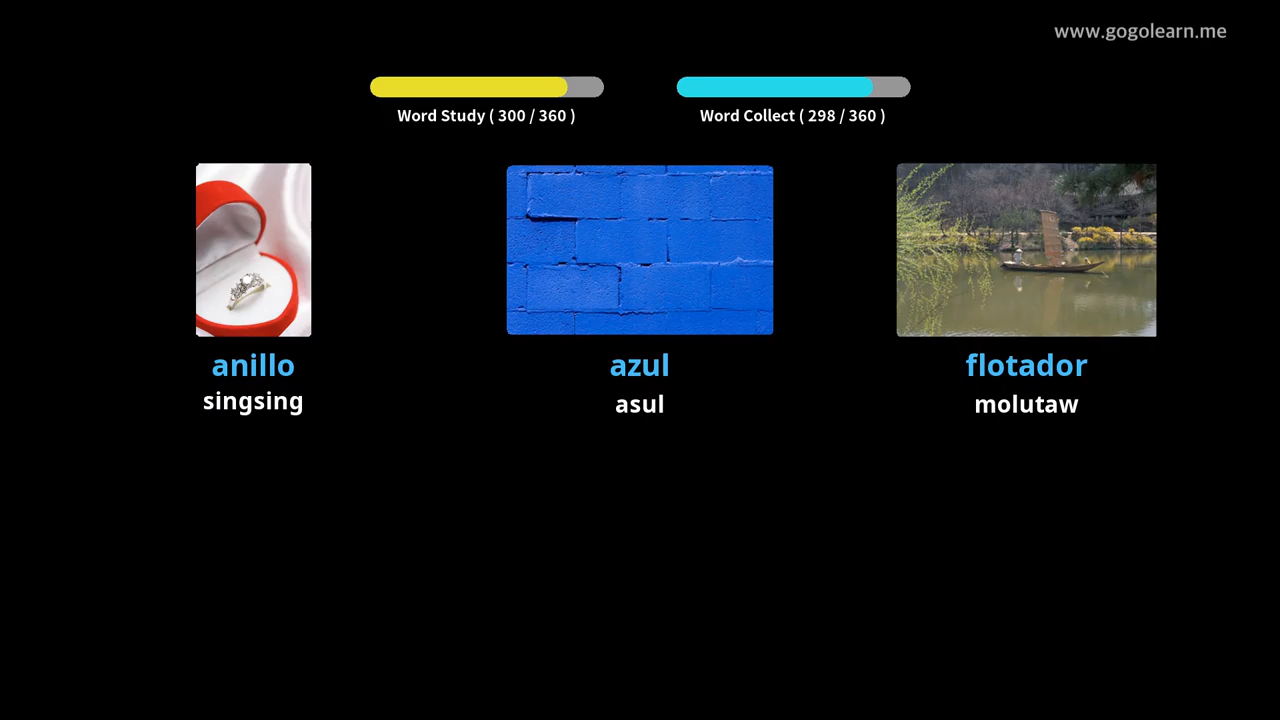 www.gogolearn.me
Word Study ( 300 / 360 )
Word Collect ( 298 / 360 )
anillo
singsing
azul
asul
flotador
molutaw